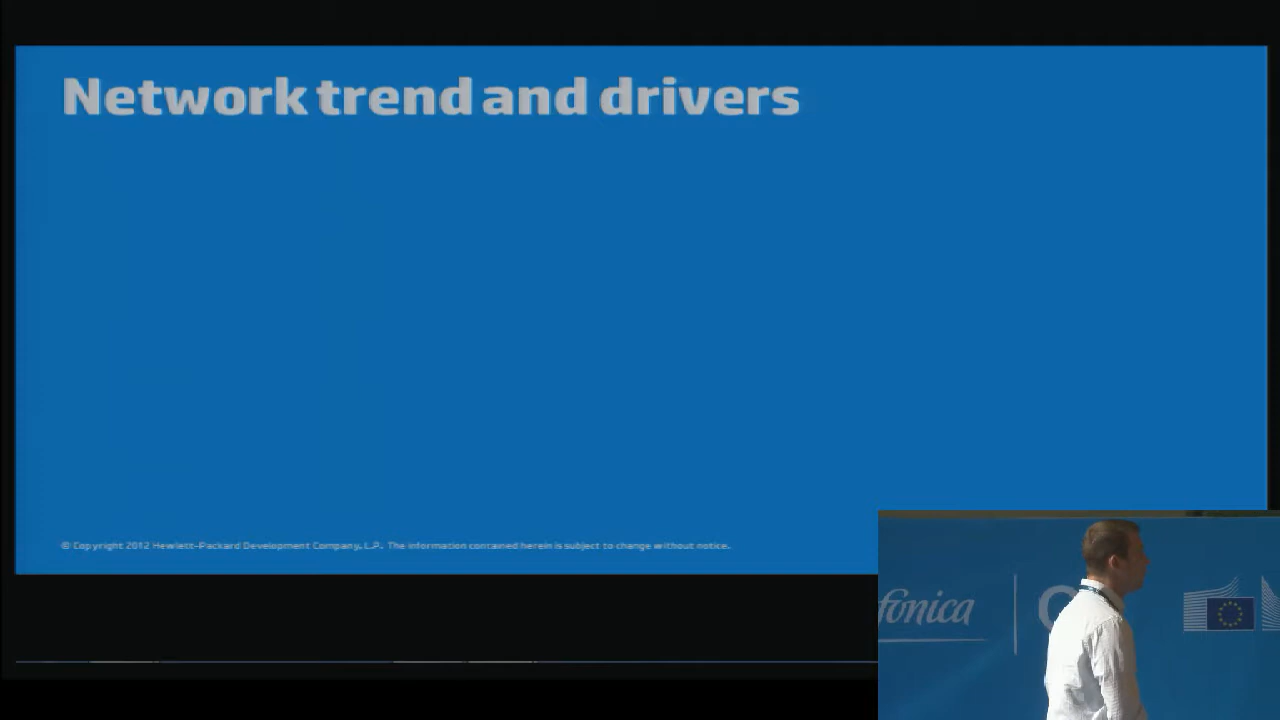 Network trend and drivers
© Copyright 2012 Hewlett-Packard Development Company, L.P. The information contained herein is subject to change without notice.
fónica